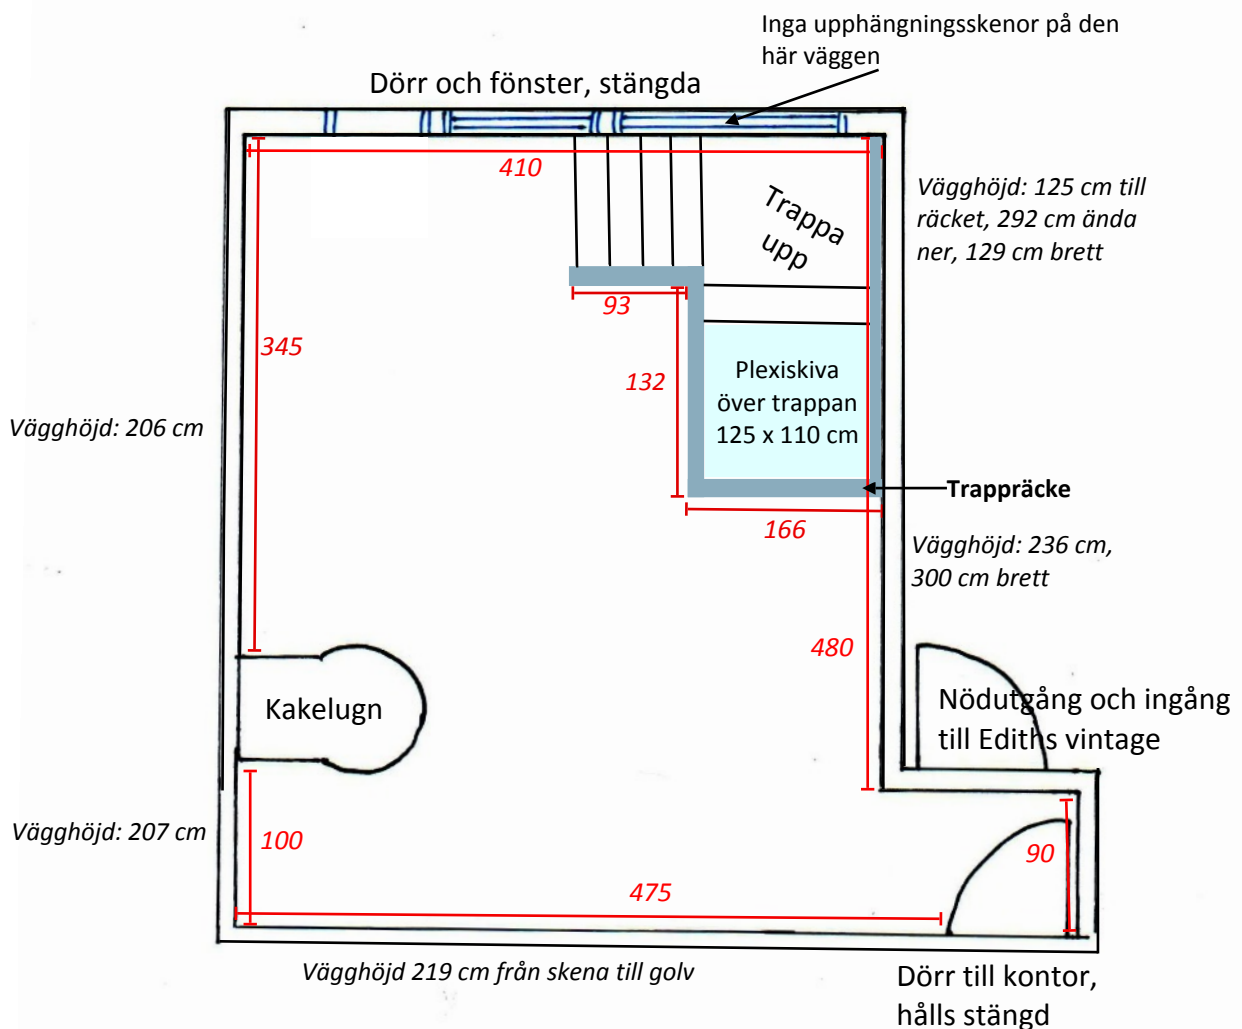 Inga upphängningsskenor på den
här väggen
Dörr och fönster, stängda
410
Trappa
upp
Vägghöjd: 125 cm till
räcket, 292 cm ända
ner, 129 cm brett
93
345
132
Plexiskiva
över trappan
125 x 110 cm
Vägghöjd: 206 cm
Trappräcke
166
Vägghöjd: 236 cm,
300 cm brett
480
Kakelugn
Nödutgång och ingång
till Ediths vintage
Vägghöjd: 207 cm
100
90
475
Vägghöjd 219 cm från skena till golv
Dörr till kontor,
hålls stängd